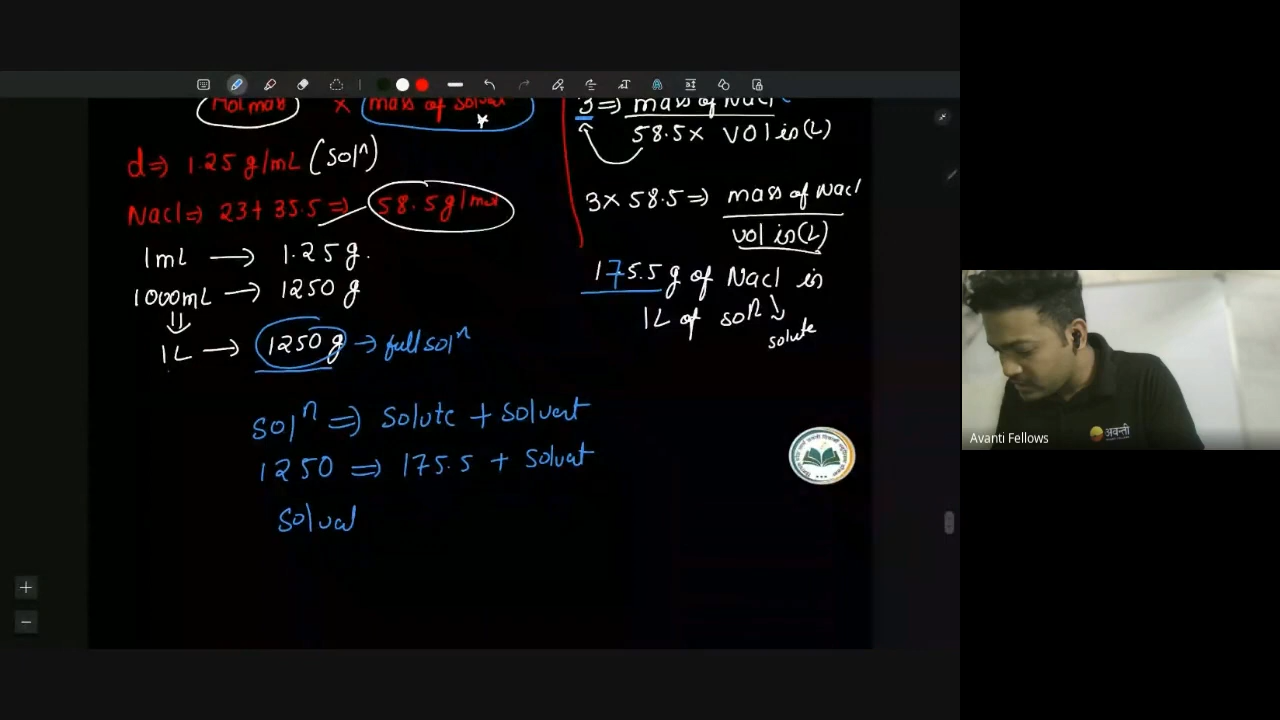 Mol mass × mass of solvent
d ⇒ 1.25 g/mL (solⁿ)
Nacl ⇒ 23 + 35.5 ⇒ 58.5 g/mol
1mL → 1.25 g.
1000mL → 1250 g
⇓
1L → 1250 g → full solⁿ
solⁿ ⇒ solute + solvent
1250 ⇒ 175.5 + solvent
solval
3 ⇒ mass of Nacl
58.5 × vol in (L)
3 × 58.5 ⇒ mass of Nacl
vol in (L)
175.5 g of Nacl in
1L of solⁿ
solute
अवन्ती
Avanti Fellows